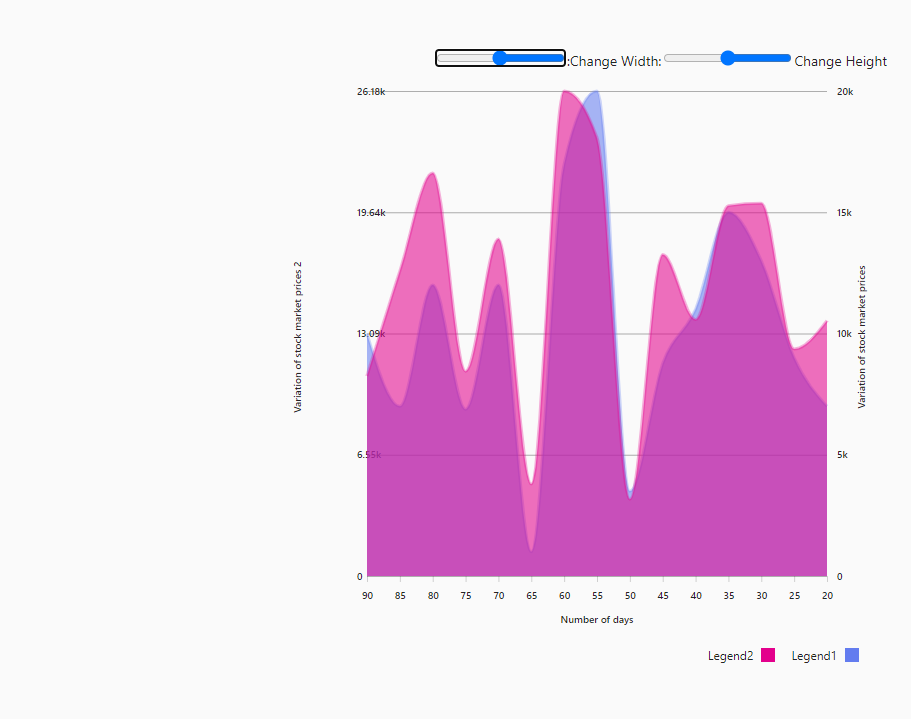 :Change Width: Change Height
26.18k 20k
19.64k 15k
13.09k 10k
6.55k 5k
0 0
Variation of stock market prices 2
Variation of stock market prices
90 85 80 75 70 65 60 55 50 45 40 35 30 25 20
Number of days
Legend2 Legend1